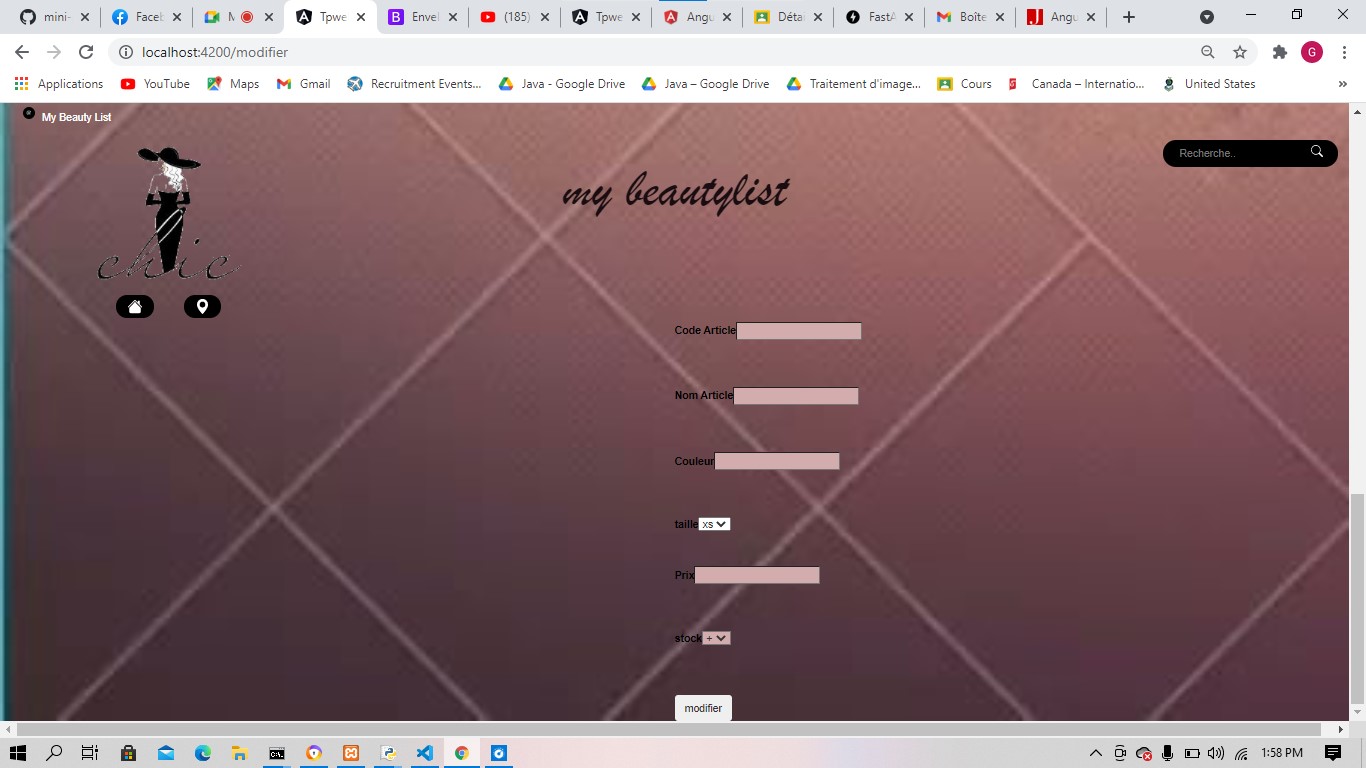 mini-
Faceb
M
Tpwe
Envel
(185)
Tpwe
Angu
Détai
FastA
Boîte
Angu
localhost:4200/modifier
G
Applications
YouTube
Maps
Gmail
Recruitment Events...
Java - Google Drive
Java – Google Drive
Traitement d'image...
Cours
Canada – Internatio...
United States
»
My Beauty List
Recherche..
my beautylist
chic
Code Article
Nom Article
Couleur
taille xs
Prix
stock +
modifier
1:58 PM